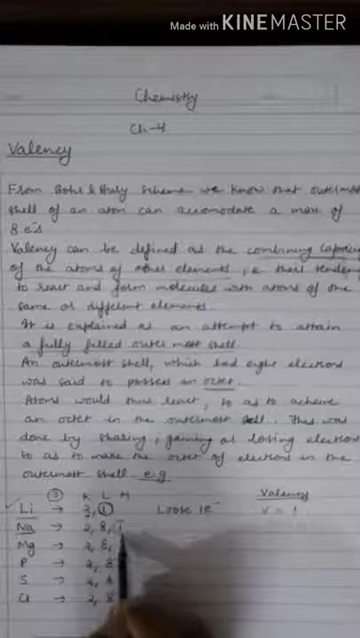 Made with KINEMASTER
Chemistry
Ch-4
Valency
From Bohr & Bury Scheme we know that outermost
shell of an atom can accomodate a max of
8 e⁻s
Valency can be defined as the combining capacity
of the atoms of other elements, i.e their tendency
to react and form molecules with atoms of the
same or different elements.
It is explained as an attempt to attain
a fully filled outer most shell.
An outermost shell, which had eight electrons
was said to possess an octet.
Atoms would thus react, so as to achieve
an octet in the outermost shell. This was
done by sharing, gaining or losing electrons
so as to make the octet of electrons in the
outermost shell. e.g
③ K L M Valency
Li → 2, ① Loose 1e⁻ V = 1
Na → 2, 8, 1
Mg → 2, 8,
P → 2, 8
S → 2, 8
Cl → 2, 8